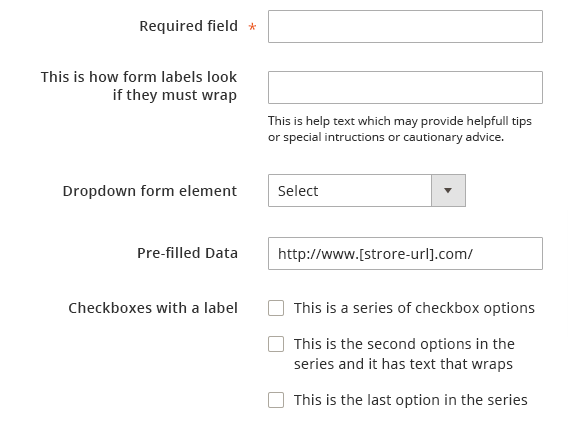 Required field *
This is how form labels look
if they must wrap
This is help text which may provide helpfull tips
or special intructions or cautionary advice.
Dropdown form element
Select
Pre-filled Data
http://www.[strore-url].com/
Checkboxes with a label
This is a series of checkbox options
This is the second options in the
series and it has text that wraps
This is the last option in the series